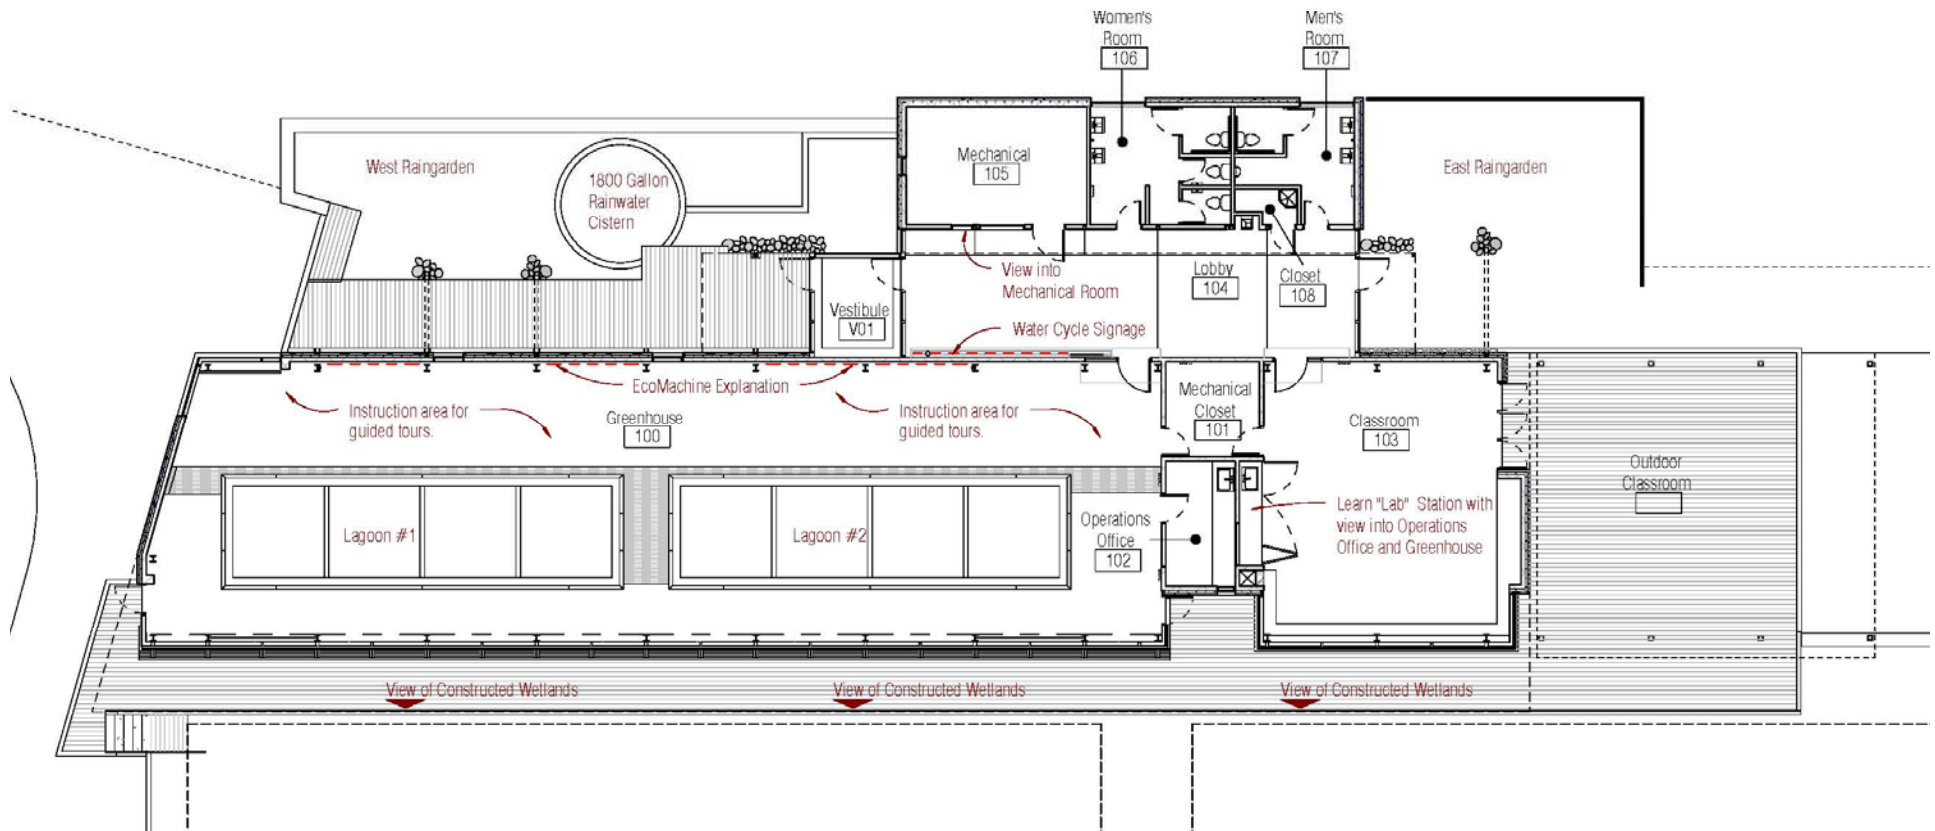 Women's
Room
106
Men's
Room
107
West Raingarden
1800 Gallon
Rainwater
Cistern
Mechanical
105
East Raingarden
View into
Mechanical Room
Lobby
104
Closet
108
Vestibule
V01
Water Cycle Signage
EcoMachine Explanation
Instruction area for
guided tours.
Greenhouse
100
Instruction area for
guided tours.
Mechanical
Closet
101
Classroom
103
Outdoor
Classroom
Lagoon #1
Lagoon #2
Operations
Office
102
Learn "Lab" Station with
view into Operations
Office and Greenhouse
View of Constructed Wetlands
View of Constructed Wetlands
View of Constructed Wetlands